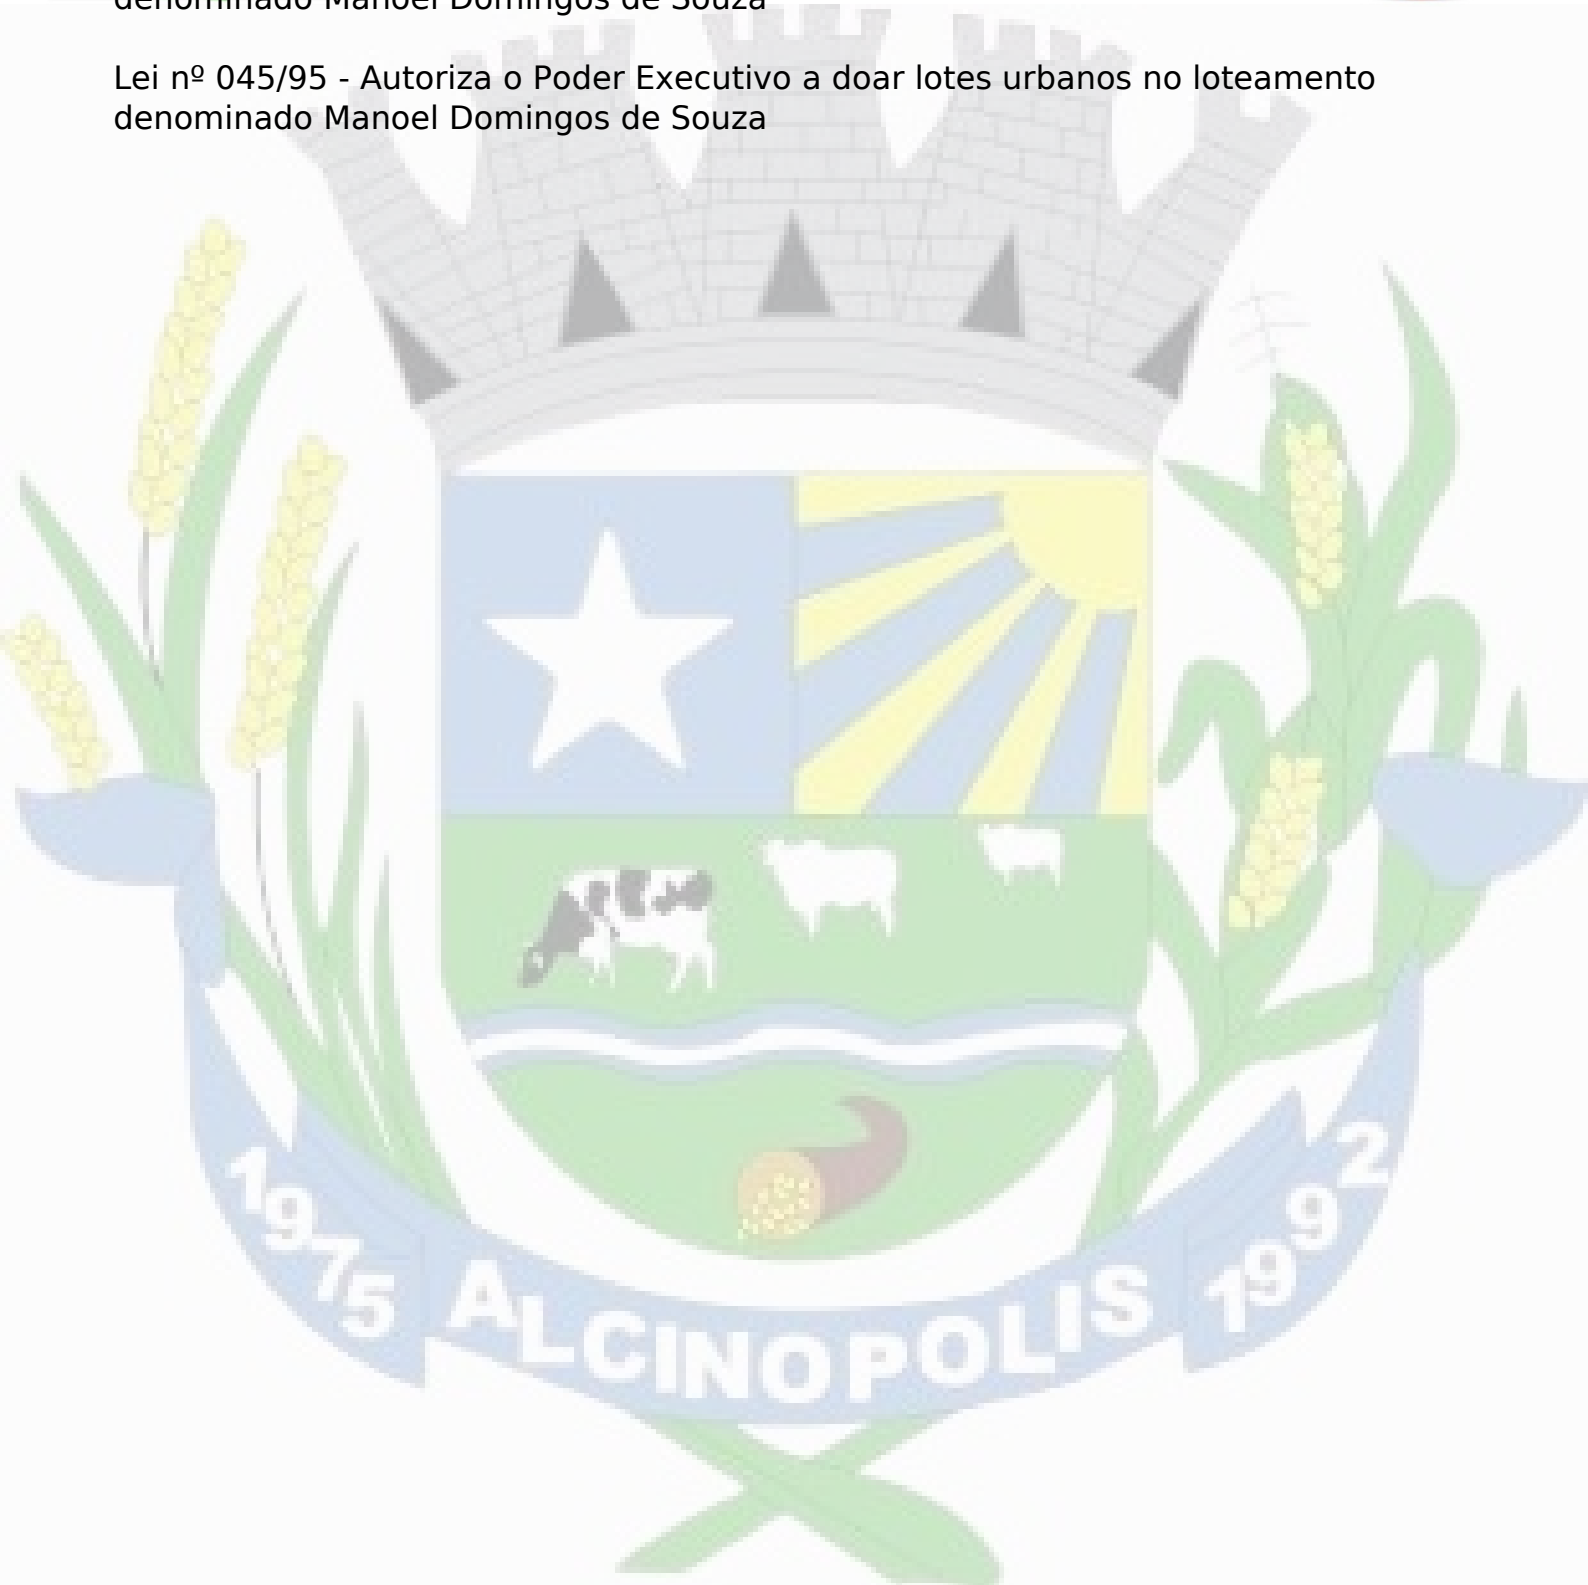 denominado Manoel Domingos de Souza
Lei nº 045/95 - Autoriza o Poder Executivo a doar lotes urbanos no loteamento
denominado Manoel Domingos de Souza
1975 ALCINOPOLIS 1992